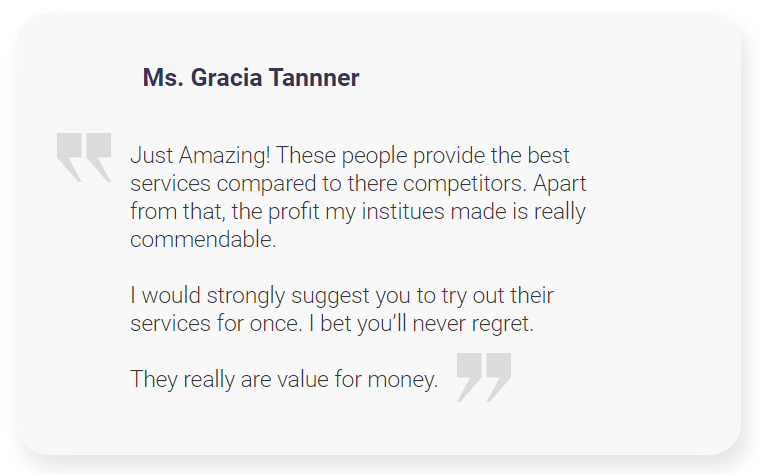 Ms. Gracia Tannner
Just Amazing! These people provide the best
services compared to there competitors. Apart
from that, the profit my institues made is really
commendable.
I would strongly suggest you to try out their
services for once. I bet you’ll never regret.
They really are value for money.